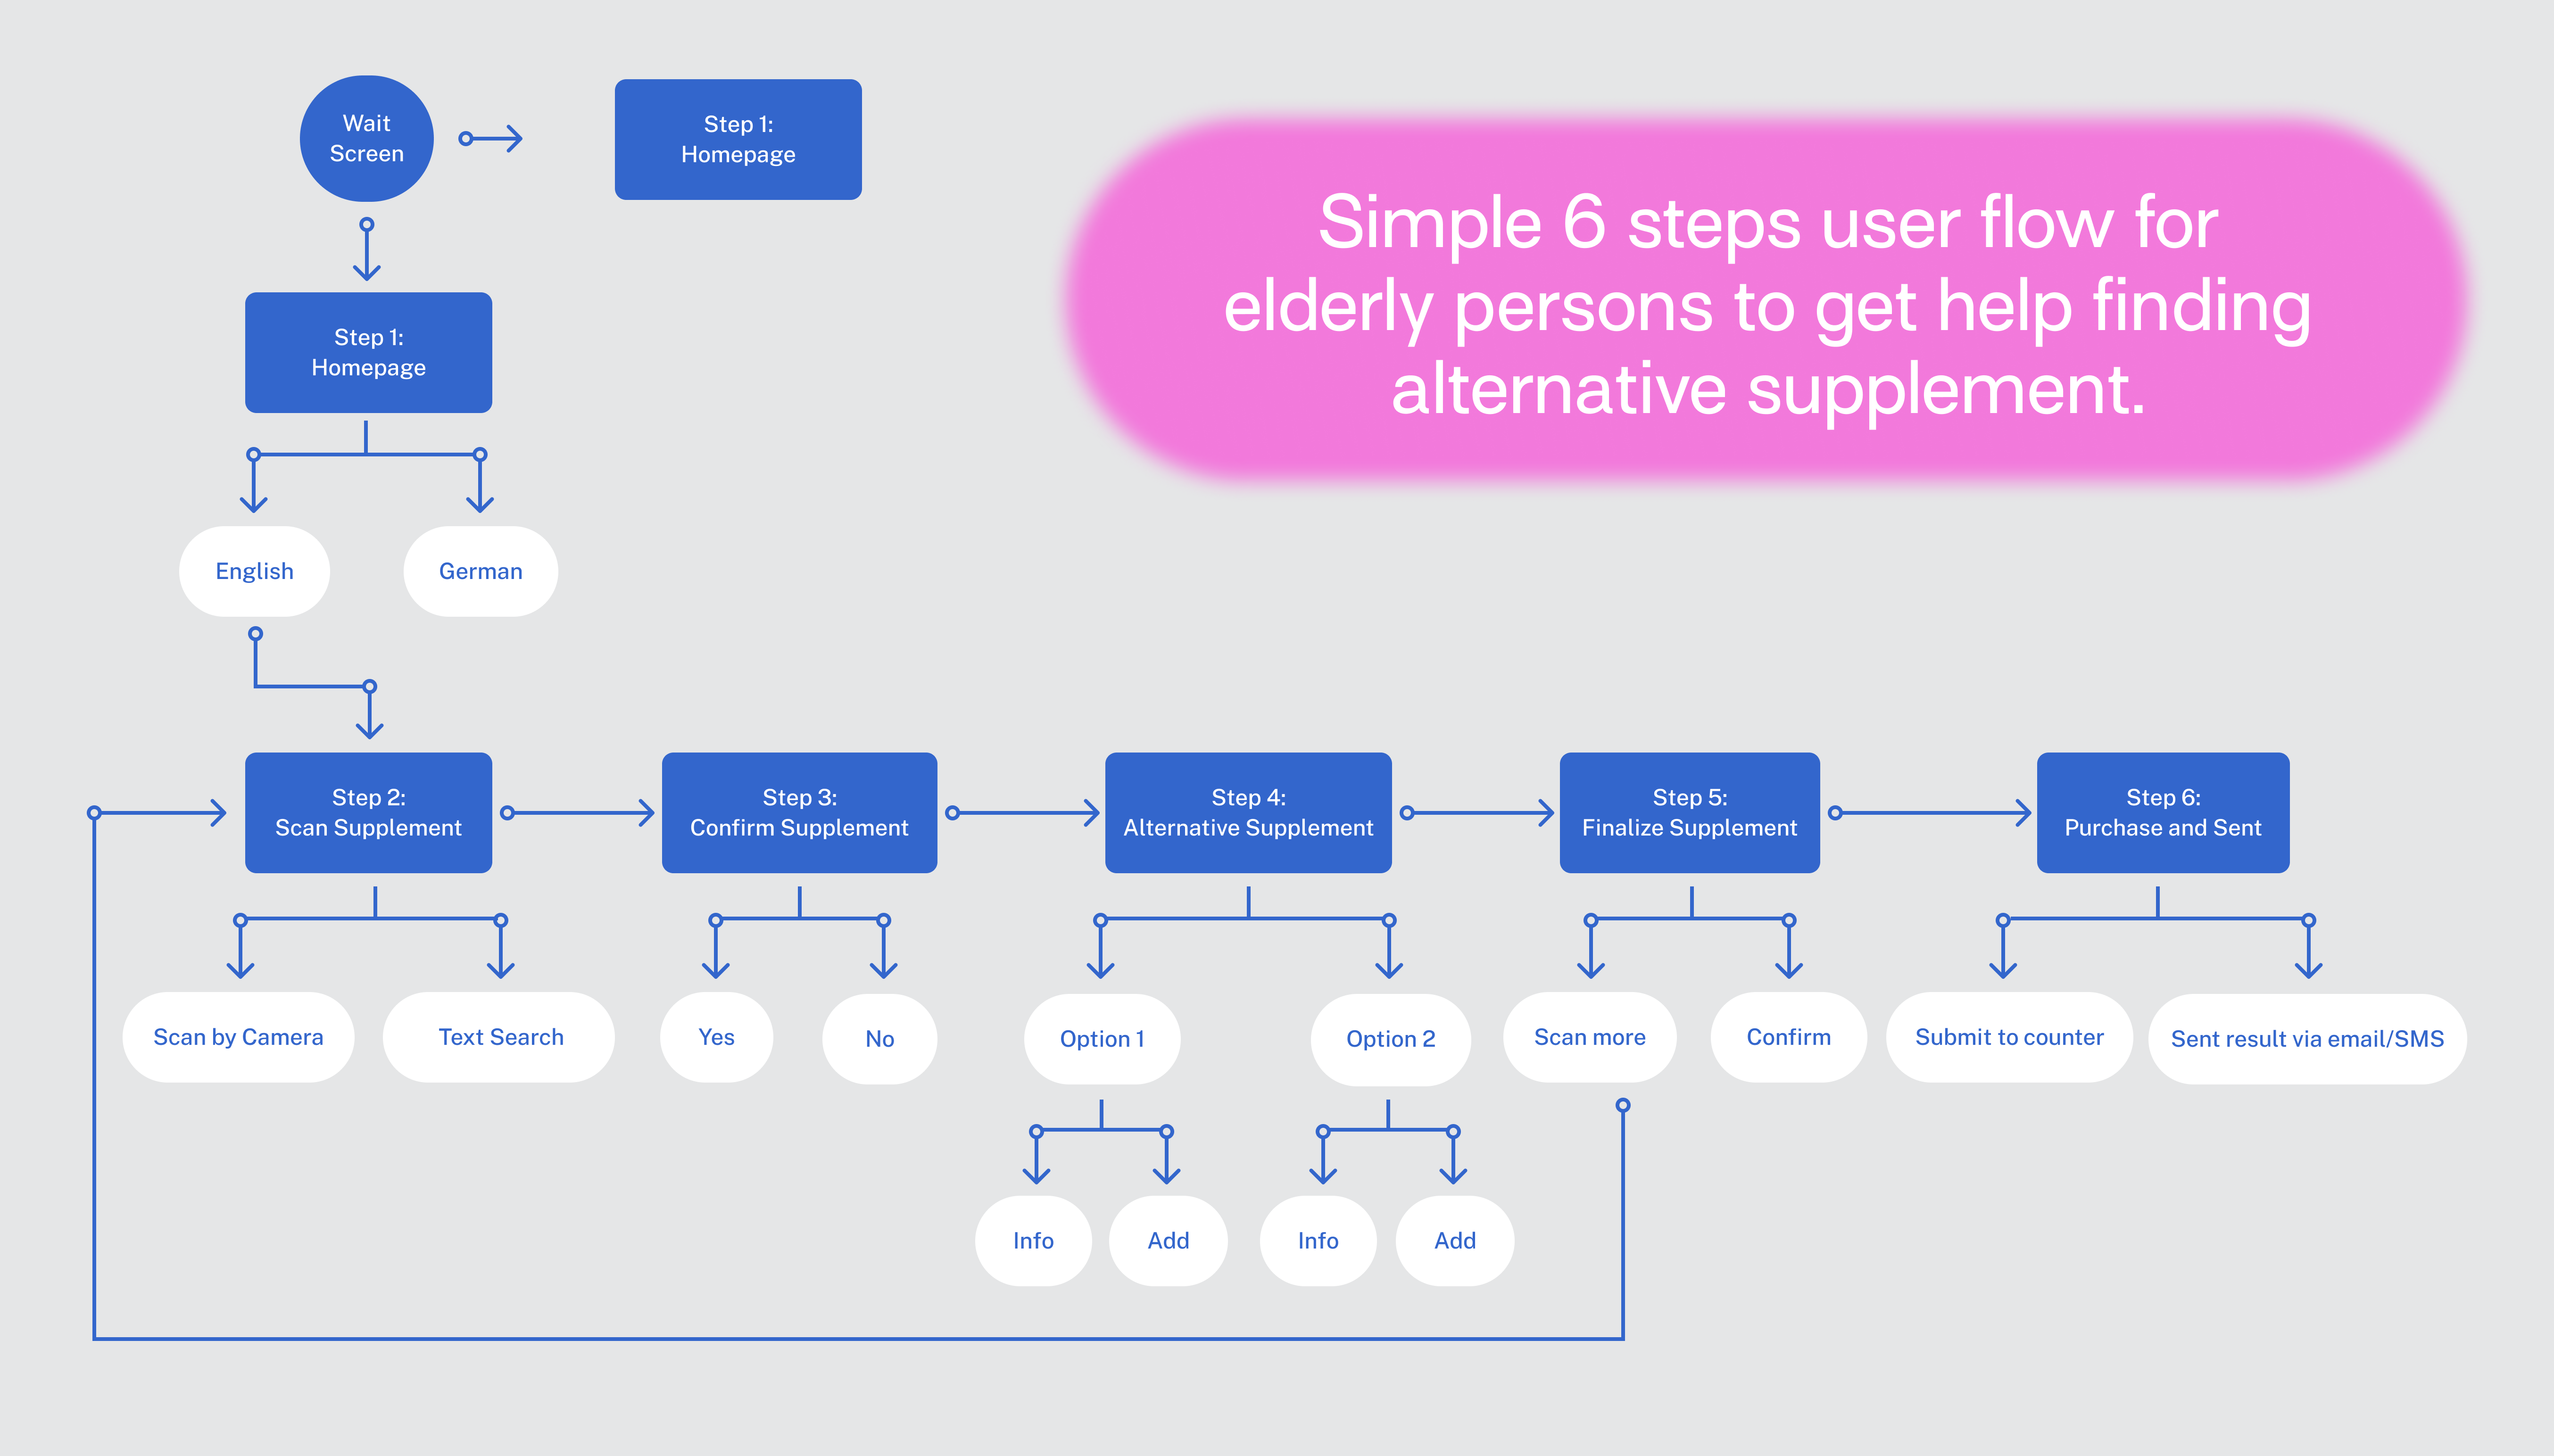 Wait
Screen
Step 1:
Homepage
Simple 6 steps user flow for
elderly persons to get help finding
alternative supplement.
Step 1:
Homepage
English
German
Step 2:
Scan Supplement
Step 3:
Confirm Supplement
Step 4:
Alternative Supplement
Step 5:
Finalize Supplement
Step 6:
Purchase and Sent
Scan by Camera
Text Search
Yes
No
Option 1
Option 2
Scan more
Confirm
Submit to counter
Sent result via email/SMS
Info
Add
Info
Add